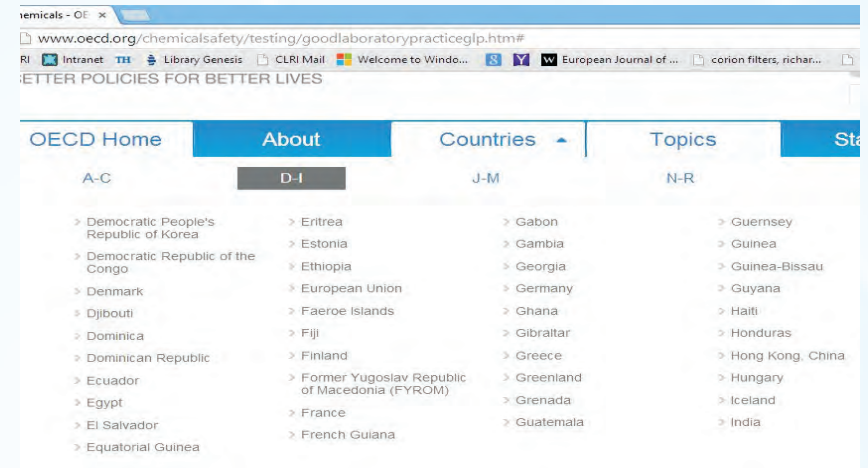 hemicals - OE ×
www.oecd.org/chemicalsafety/testing/goodlaboratorypracticeglp.htm#
RI Intranet TH Library Genesis CLRI Mail Welcome to Windo... 8 Y W European Journal of ... corion filters, richar...
BETTER POLICIES FOR BETTER LIVES
OECD Home About Countries Topics Sta
A-C D-I J-M N-R
> Democratic People's
Republic of Korea
> Democratic Republic of the
Congo
> Denmark
> Djibouti
> Dominica
> Dominican Republic
> Ecuador
> Egypt
> El Salvador
> Equatorial Guinea
> Eritrea
> Estonia
> Ethiopia
> European Union
> Faeroe Islands
> Fiji
> Finland
> Former Yugoslav Republic
of Macedonia (FYROM)
> France
> French Guiana
> Gabon
> Gambia
> Georgia
> Germany
> Ghana
> Gibraltar
> Greece
> Greenland
> Grenada
> Guatemala
> Guernsey
> Guinea
> Guinea-Bissau
> Guyana
> Haiti
> Honduras
> Hong Kong, China
> Hungary
> Iceland
> India